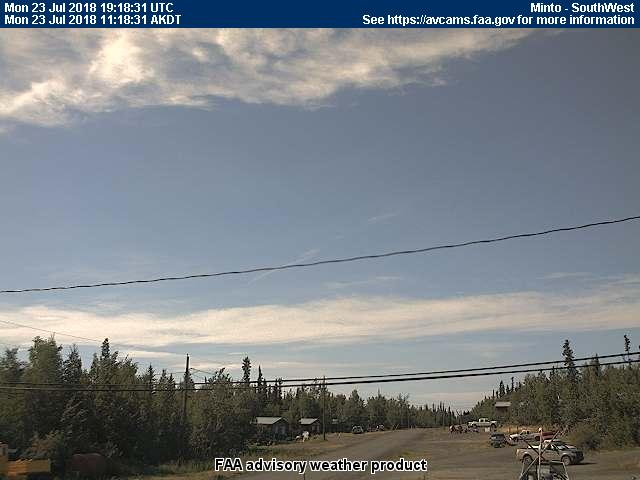 Mon 23 Jul 2018 19:18:31 UTC Minto - SouthWest
Mon 23 Jul 2018 11:18:31 AKDT See https://avcams.faa.gov for more information
FAA advisory weather product